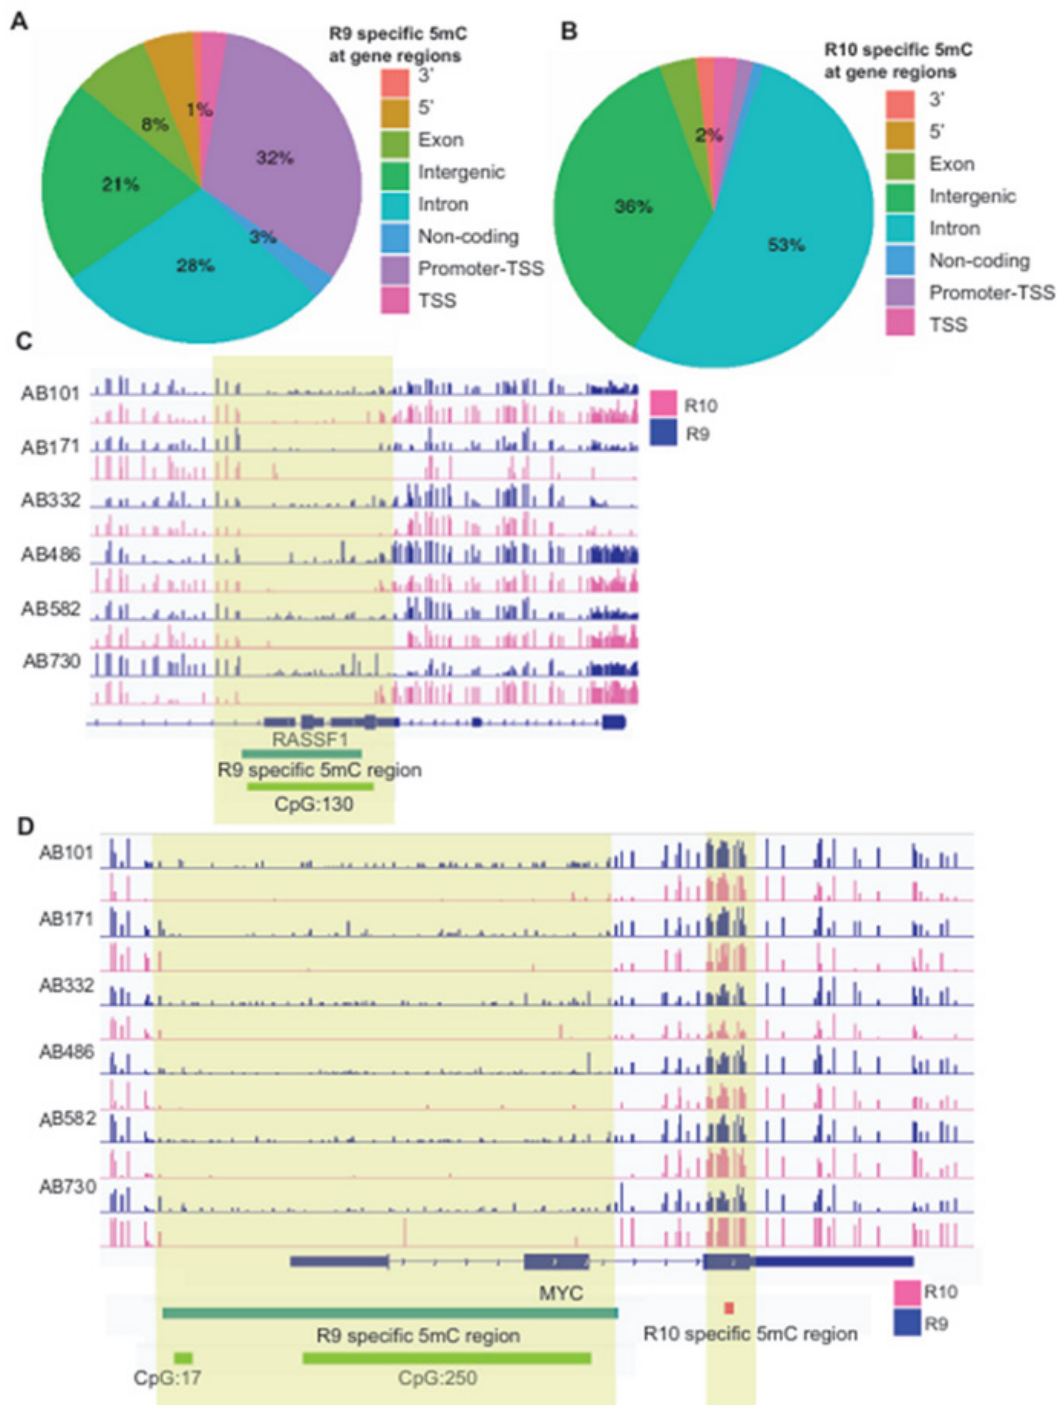 A
R9 specific 5mC
at gene regions
3'
5'
Exon
Intergenic
Intron
Non-coding
Promoter-TSS
TSS
1%
8%
32%
21%
3%
28%
B
R10 specific 5mC
at gene regions
3'
5'
Exon
Intergenic
Intron
Non-coding
Promoter-TSS
TSS
2%
36%
53%
C
AB101
AB171
AB332
AB486
AB582
AB730
R10
R9
RASSF1
R9 specific 5mC region
CpG:130
D
AB101
AB171
AB332
AB486
AB582
AB730
MYC
R10
R9
R9 specific 5mC region
R10 specific 5mC region
CpG:17
CpG:250